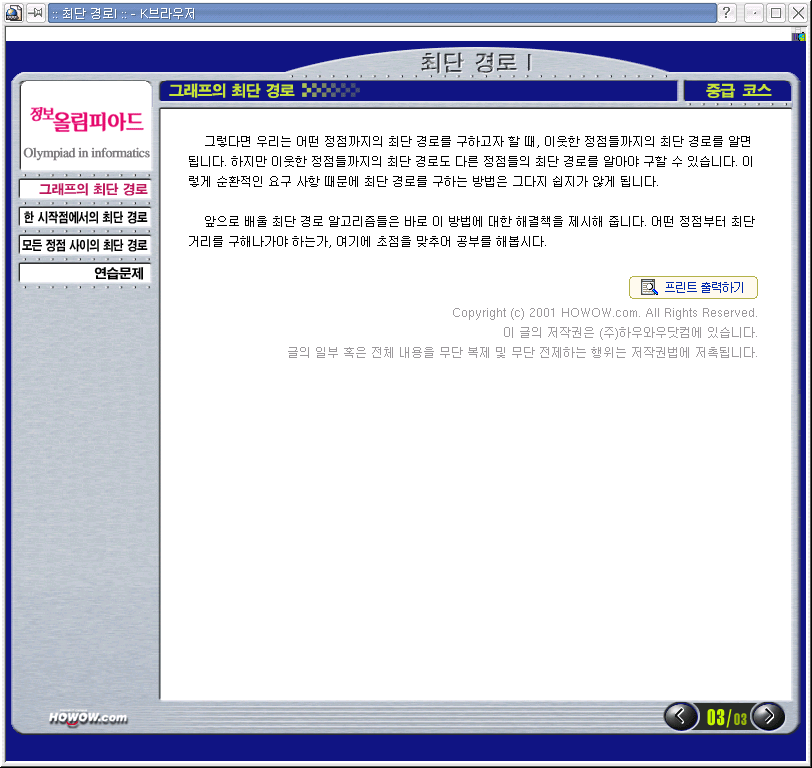 :: 최단 경로I :: - K브라우저
최단 경로 I
그래프의 최단 경로
중급 코스
정보올림피아드
Olympiad in informatics
그래프의 최단 경로
한 시작점에서의 최단 경로
모든 정점 사이의 최단 경로
연습문제
그렇다면 우리는 어떤 정점까지의 최단 경로를 구하고자 할 때, 이웃한 정점들까지의 최단 경로를 알면
됩니다. 하지만 이웃한 정점들까지의 최단 경로도 다른 정점들의 최단 경로를 알아야 구할 수 있습니다. 이
렇게 순환적인 요구 사항 때문에 최단 경로를 구하는 방법은 그다지 쉽지가 않게 됩니다.
앞으로 배울 최단 경로 알고리즘들은 바로 이 방법에 대한 해결책을 제시해 줍니다. 어떤 정점부터 최단
거리를 구해나가야 하는가, 여기에 초점을 맞추어 공부를 해봅시다.
프린트 출력하기
Copyright (c) 2001 HOWOW.com. All Rights Reserved.
이 글의 저작권은 (주)하우와우닷컴에 있습니다.
글의 일부 혹은 전체 내용을 무단 복제 및 무단 전제하는 행위는 저작권법에 저촉됩니다.
HOWOW.com
03/03